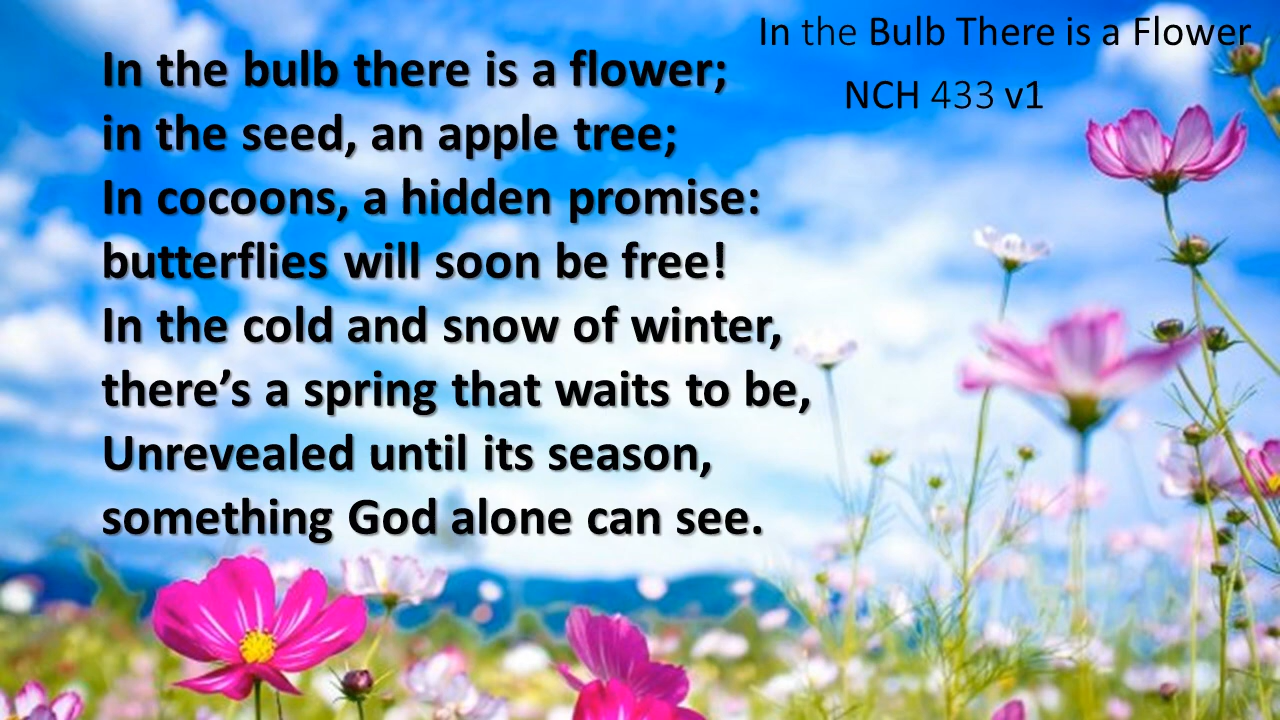 In the Bulb There is a Flower
NCH 433 v1
In the bulb there is a flower;
in the seed, an apple tree;
In cocoons, a hidden promise:
butterflies will soon be free!
In the cold and snow of winter,
there’s a spring that waits to be,
Unrevealed until its season,
something God alone can see.